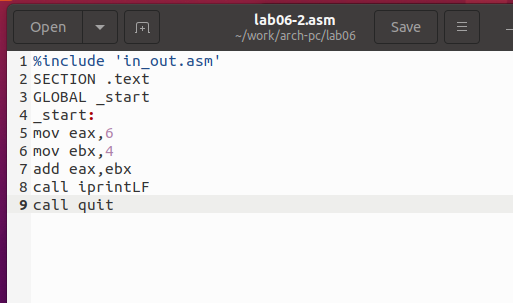 Open
lab06-2.asm
~/work/arch-pc/lab06
Save
1 %include 'in_out.asm'
2 SECTION .text
3 GLOBAL _start
4 _start:
5 mov eax,6
6 mov ebx,4
7 add eax,ebx
8 call iprintLF
9 call quit